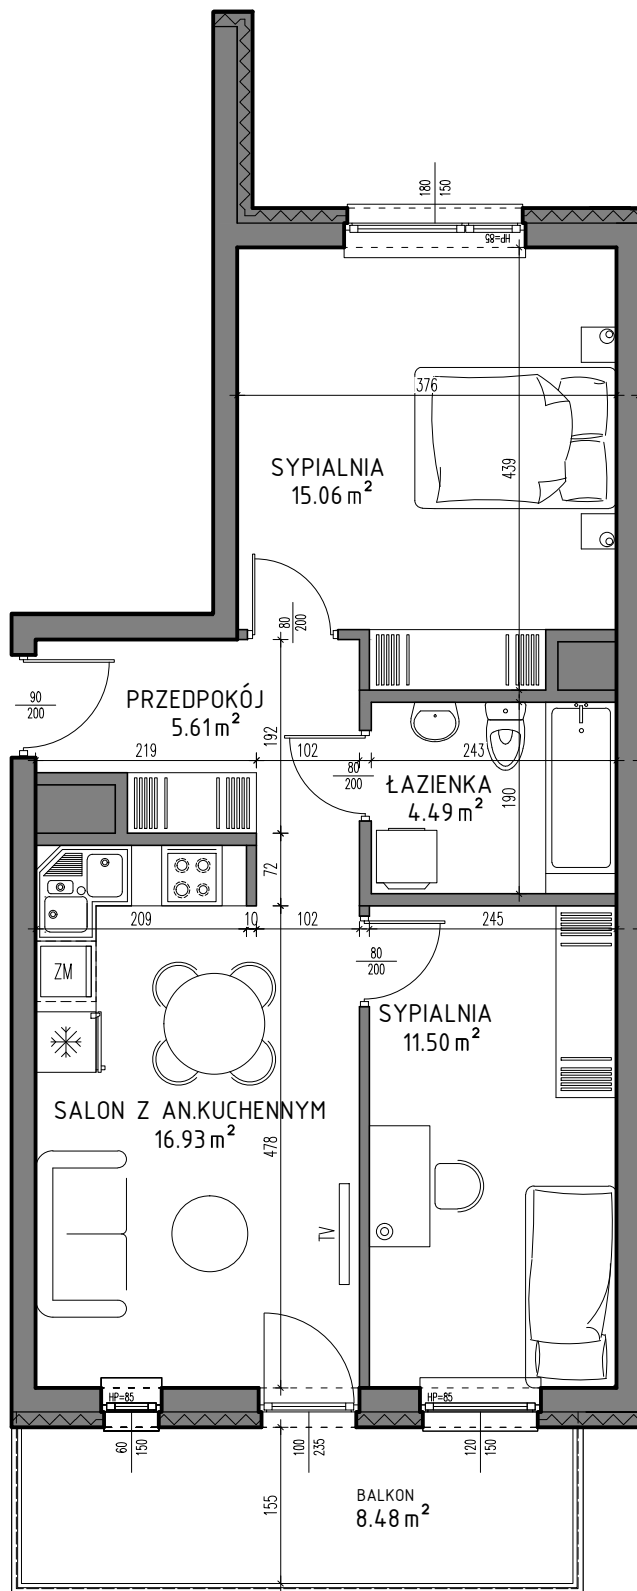 180
150
HP=85
376
439
SYPIALNIA
15.06 m²
80
200
90
200
PRZEDPOKÓJ
5.61 m²
192
219
102
80
200
243
ŁAZIENKA
4.49 m²
190
72
209
10
102
245
80
200
ZM
SYPIALNIA
11.50 m²
SALON Z AN.KUCHENNYM
16.93 m²
478
TV
HP=85
HP=85
60
150
100
235
120
150
155
BALKON
8.48 m²